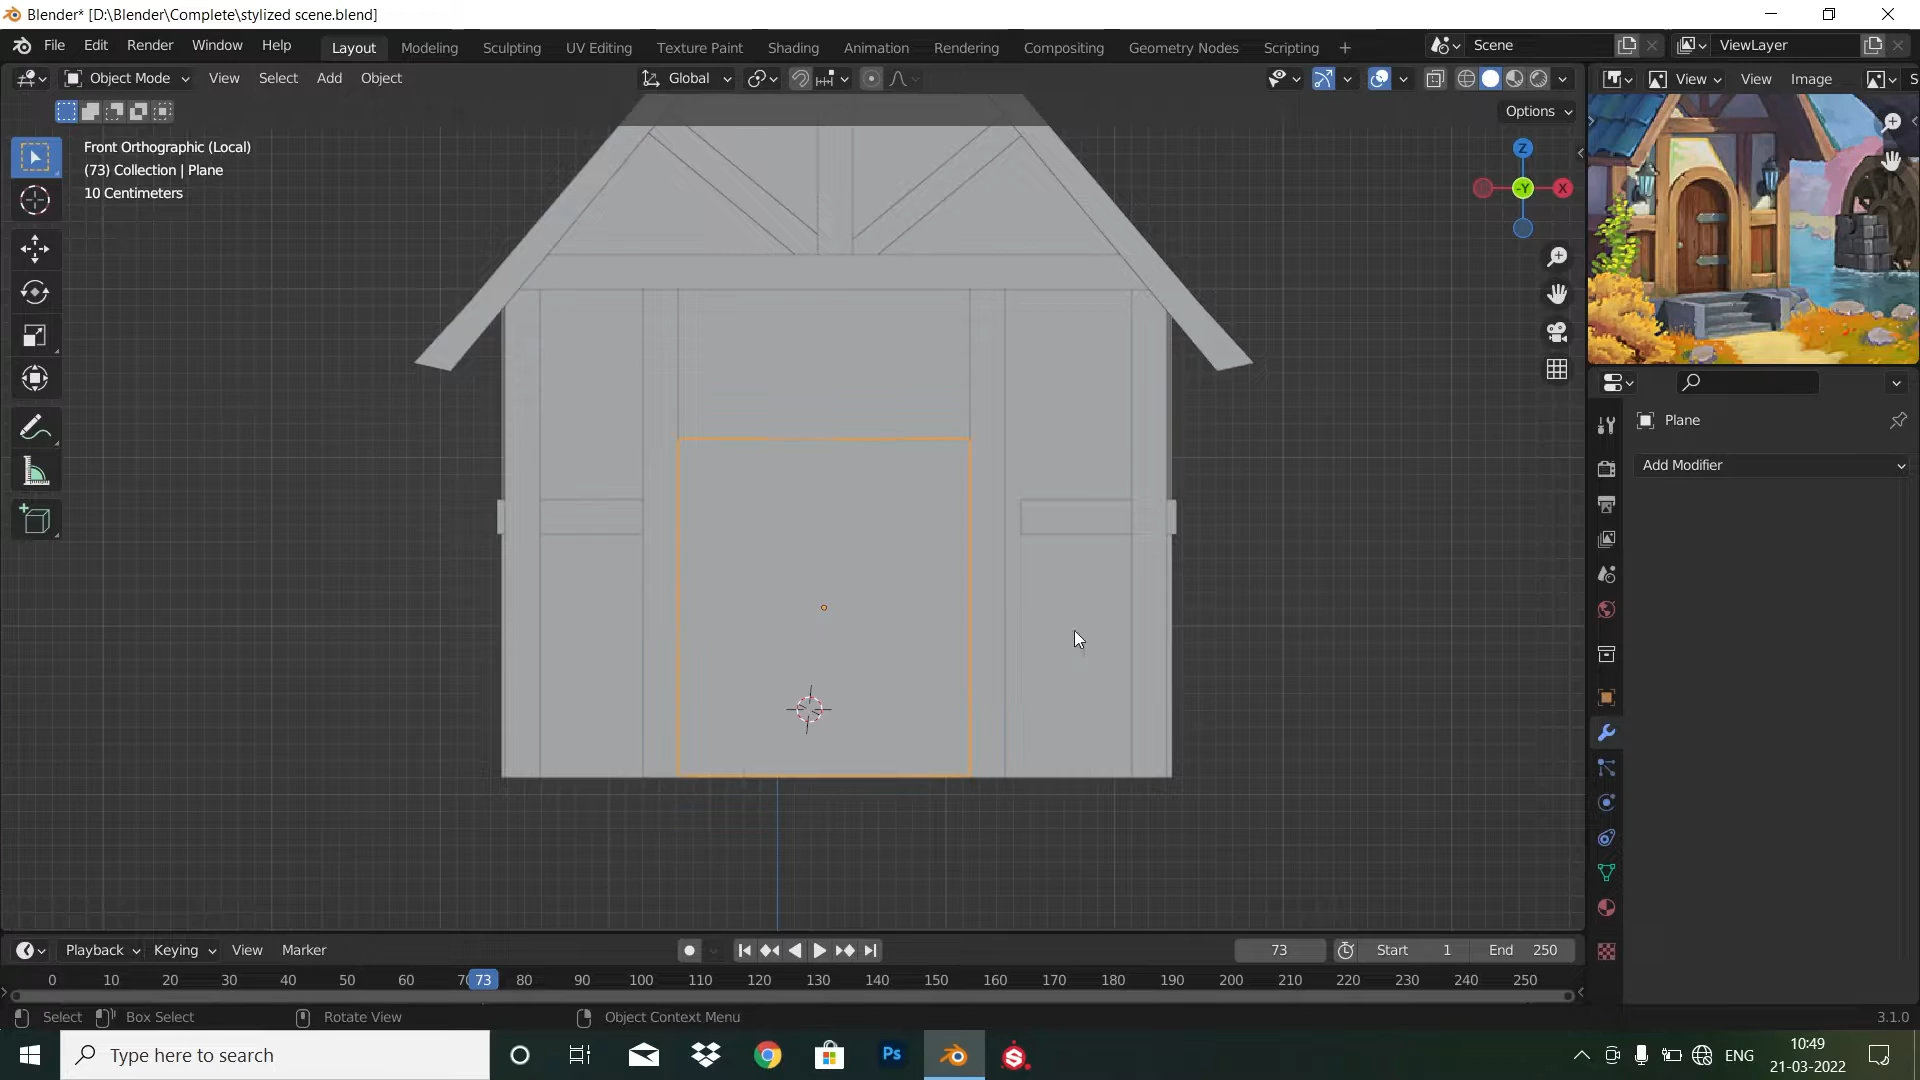 Blender* [D:\Blender\Complete\stylized scene.blend]
File Edit Render Window Help Layout Modeling Sculpting UV Editing Texture Paint Shading Animation Rendering Compositing Geometry Nodes Scripting + Scene ViewLayer
Object Mode View Select Add Object Global View View Image S
Options
Front Orthographic (Local)
(73) Collection | Plane
10 Centimeters
Z
-Y X
Plane
Add Modifier
Playback Keying View Marker 73 Start 1 End 250
0 10 20 30 40 50 60 70 73 80 90 100 110 120 130 140 150 160 170 180 190 200 210 220 230 240 250
Select Box Select Rotate View Object Context Menu 3.1.0
Type here to search Ps ENG 10:49
21-03-2022